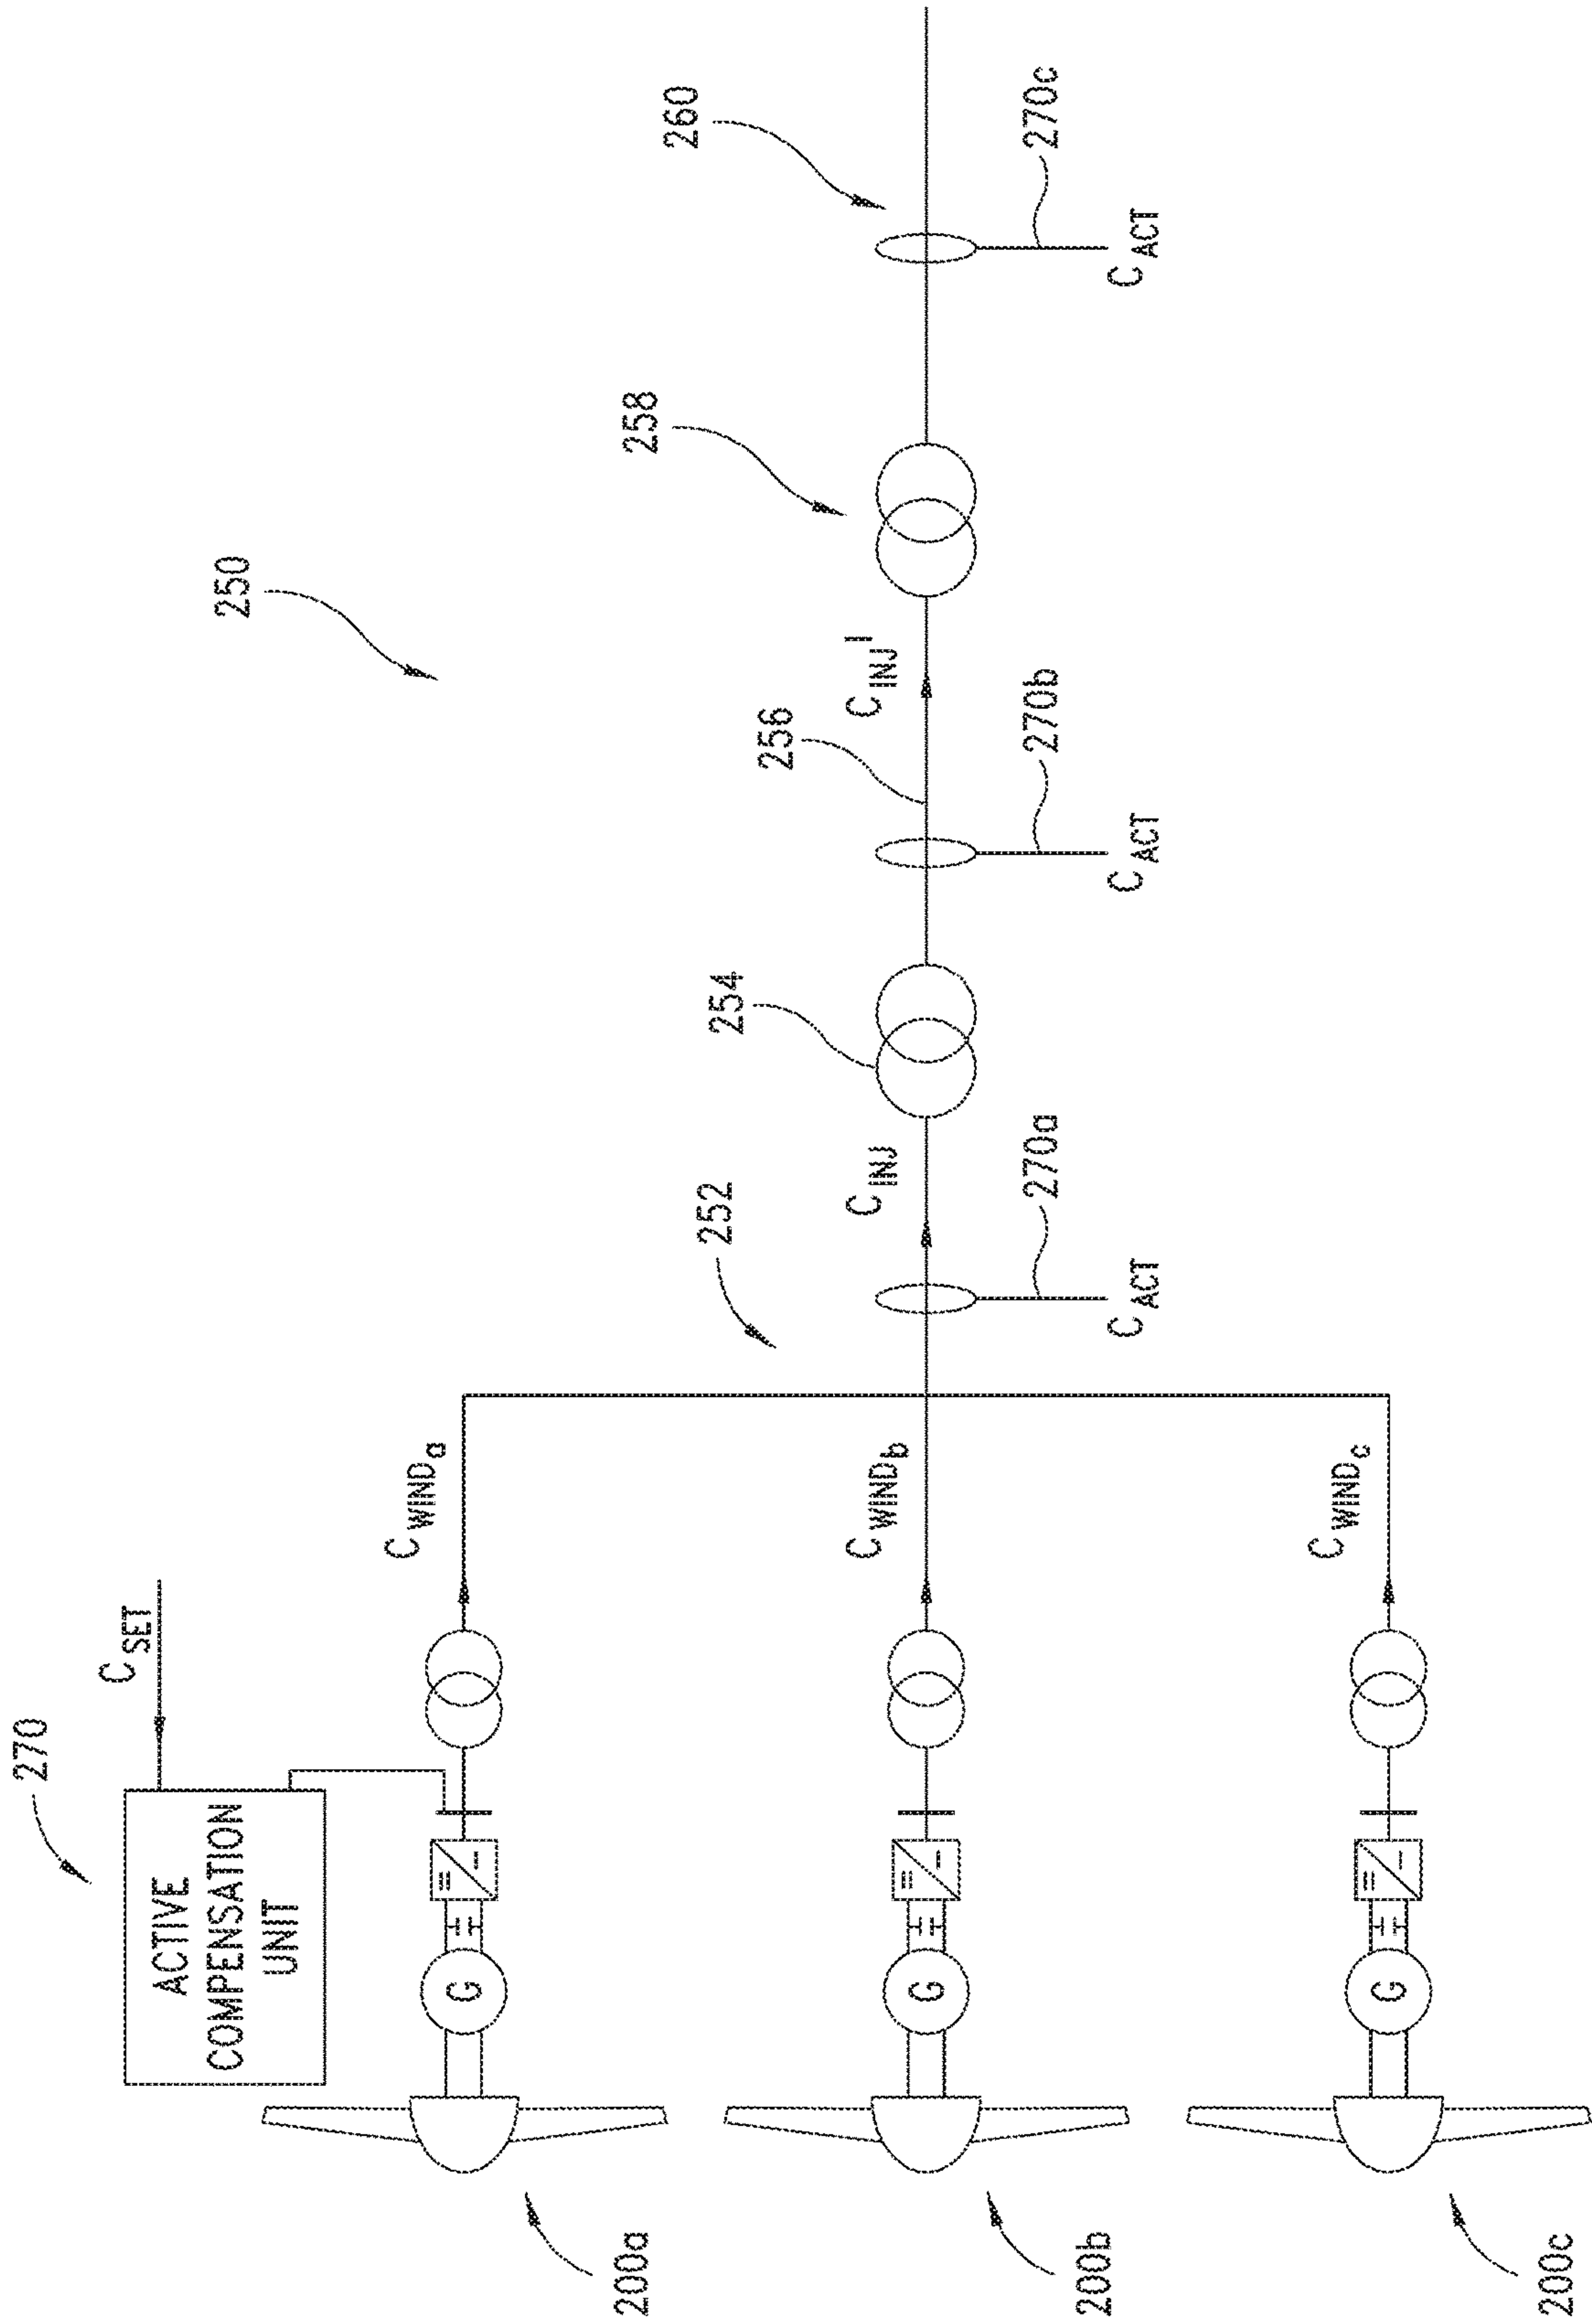 250
270
ACTIVE
COMPENSATION
UNIT
C SET
200a
G
C WINDa
252
254
256
258
260
200b
G
C WINDb
C INJ
C INJ'
270a
C ACT
270b
C ACT
270c
C ACT
200c
G
C WINDc